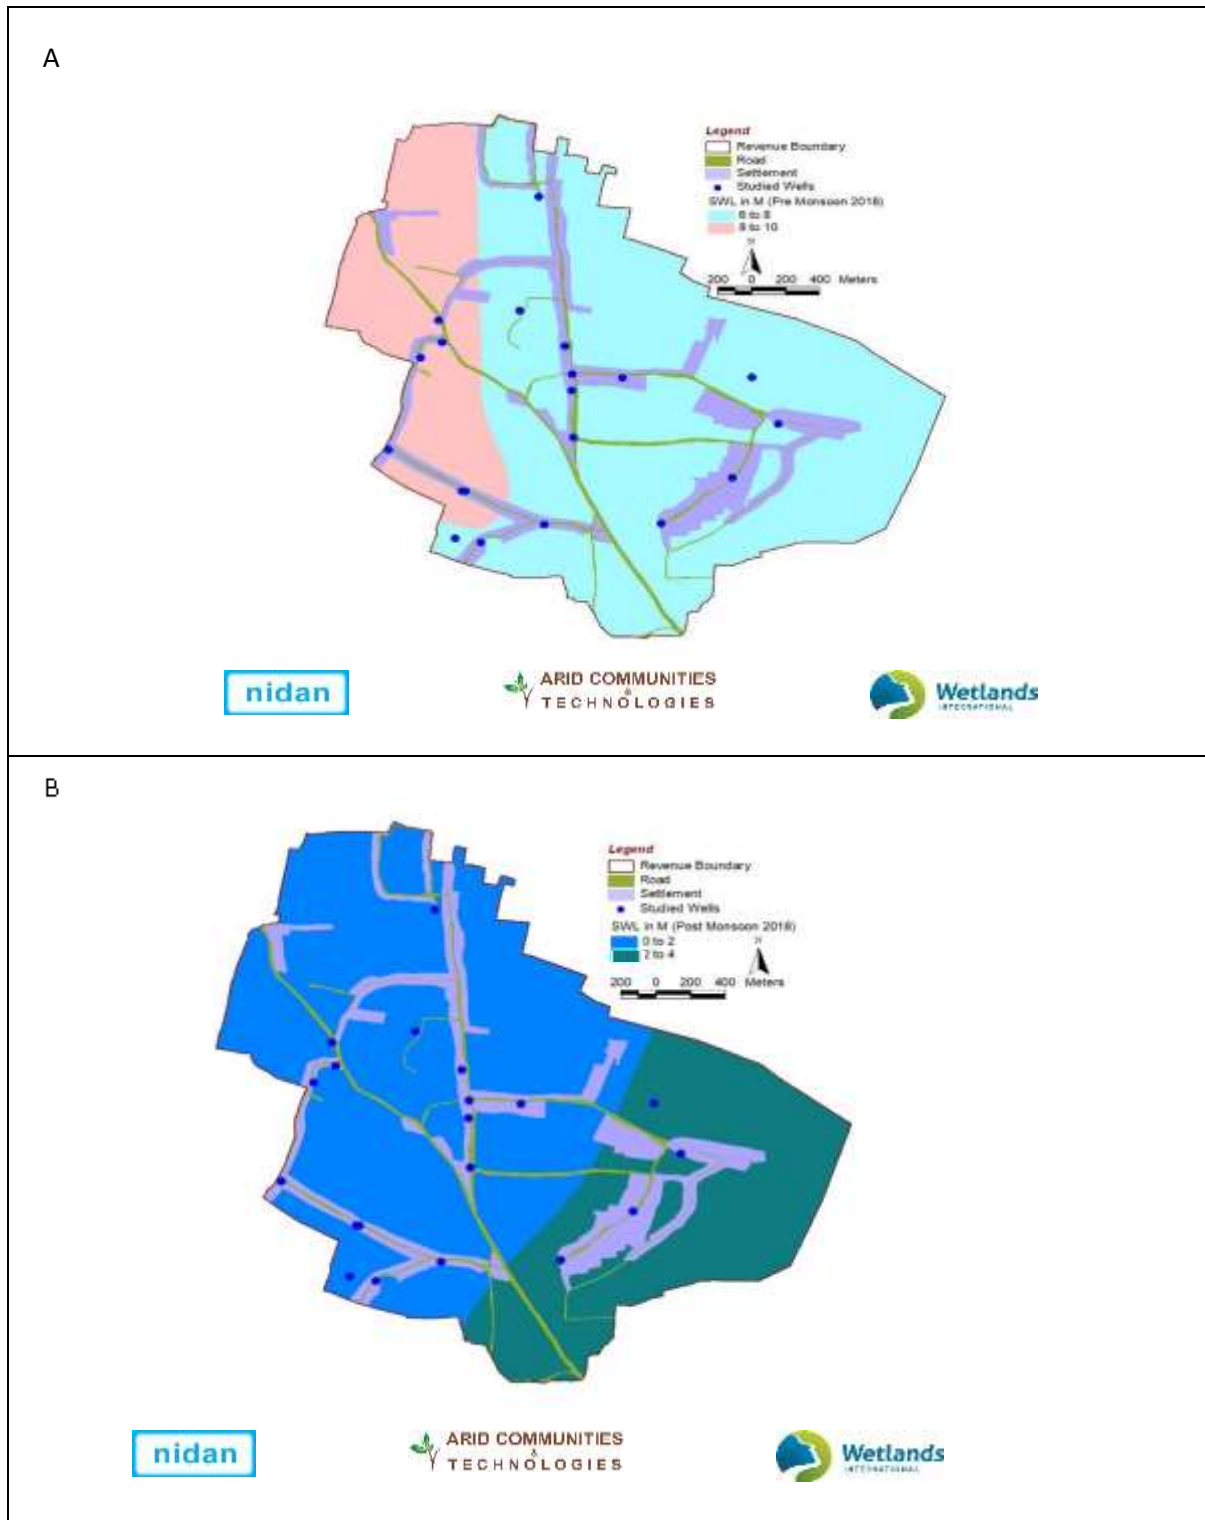 A
Legend
Revenue Boundary
Road
Settlement
Studied Wells
SWL in M (Pre Monsoon 2018)
6 to 8
8 to 10
N
200 0 200 400 Meters
nidan
ARID COMMUNITIES
&
TECHNOLOGIES
Wetlands
INTERNATIONAL
B
Legend
Revenue Boundary
Road
Settlement
Studied Wells
SWL in M (Post Monsoon 2018)
0 to 2
2 to 4
N
200 0 200 400 Meters
nidan
ARID COMMUNITIES
&
TECHNOLOGIES
Wetlands
INTERNATIONAL